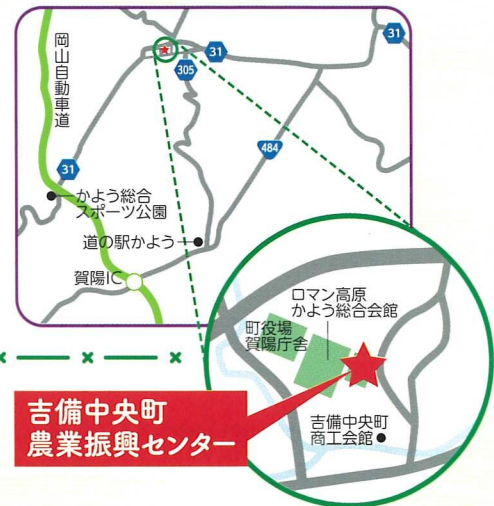 岡山自動車道
31
31
305
484
31
かよう総合
スポーツ公園
道の駅かよう
賀陽IC
ロマン高原
かよう総合会館
町役場
賀陽庁舎
吉備中央町
農業振興センター
吉備中央町
商工会館